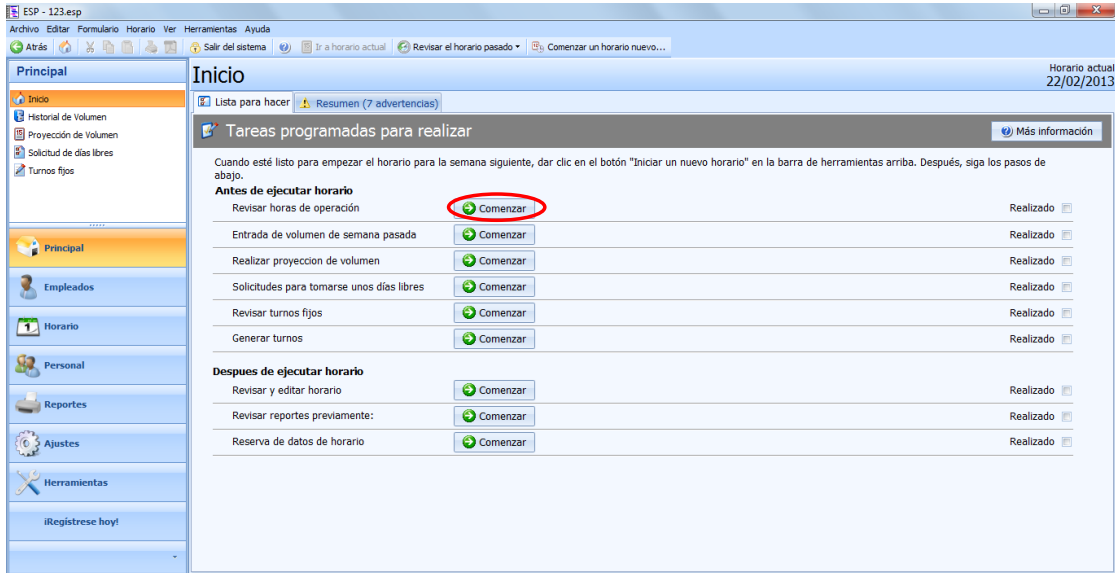 ESP - 123.esp
Archivo Editar Formulario Horario Ver Herramientas Ayuda
Atrás Salir del sistema Ir a horario actual Revisar el horario pasado Comenzar un horario nuevo...
Principal
Inicio
Historial de Volumen
Proyección de Volumen
Solicitud de días libres
Turnos fijos
Principal
Empleados
Horario
Personal
Reportes
Ajustes
Herramientas
¡Regístrese hoy!
Inicio
Horario actual
22/02/2013
Lista para hacer Resumen (7 advertencias)
Tareas programadas para realizar
Más información
Cuando esté listo para empezar el horario para la semana siguiente, dar clic en el botón "Iniciar un nuevo horario" en la barra de herramientas arriba. Después, siga los pasos de
abajo.
Antes de ejecutar horario
Revisar horas de operación Comenzar Realizado
Entrada de volumen de semana pasada Comenzar Realizado
Realizar proyeccion de volumen Comenzar Realizado
Solicitudes para tomarse unos días libres Comenzar Realizado
Revisar turnos fijos Comenzar Realizado
Generar turnos Comenzar Realizado
Despues de ejecutar horario
Revisar y editar horario Comenzar Realizado
Revisar reportes previamente: Comenzar Realizado
Reserva de datos de horario Comenzar Realizado